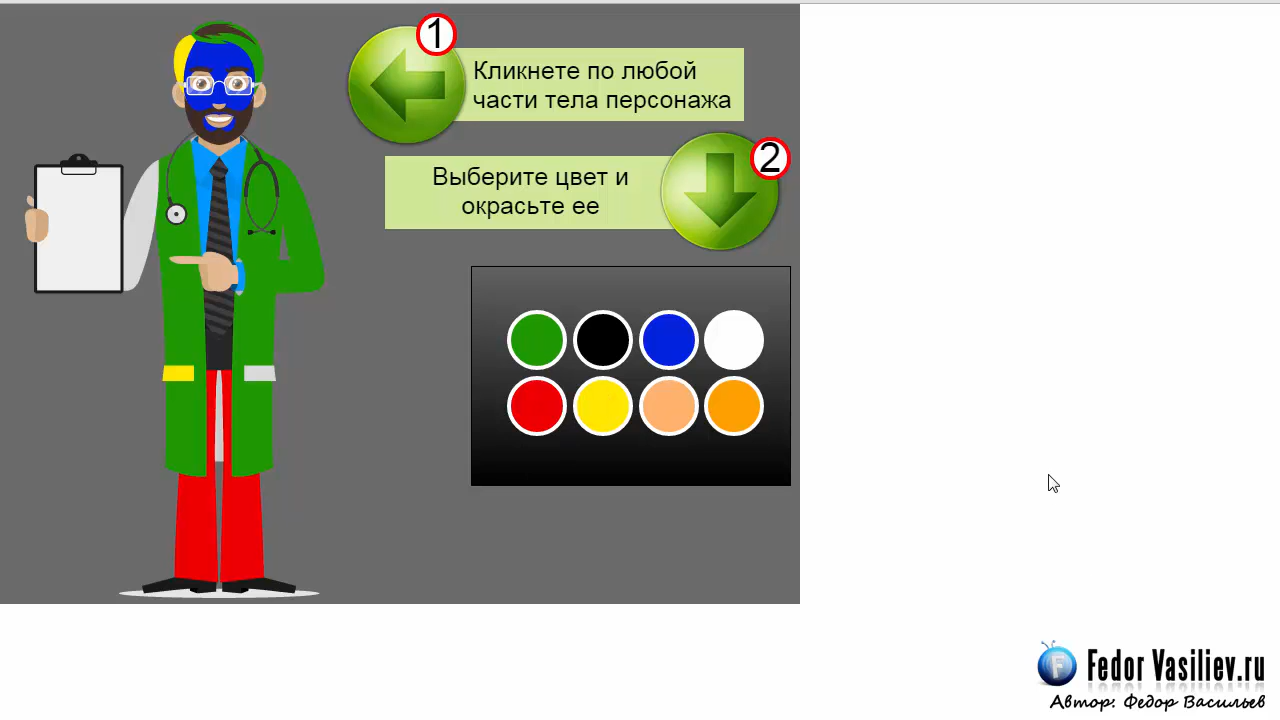 1
Кликнете по любой
части тела персонажа
2
Выберите цвет и
окрасьте ее
F
Fedor Vasiliev.ru
Автор: Федор Васильев